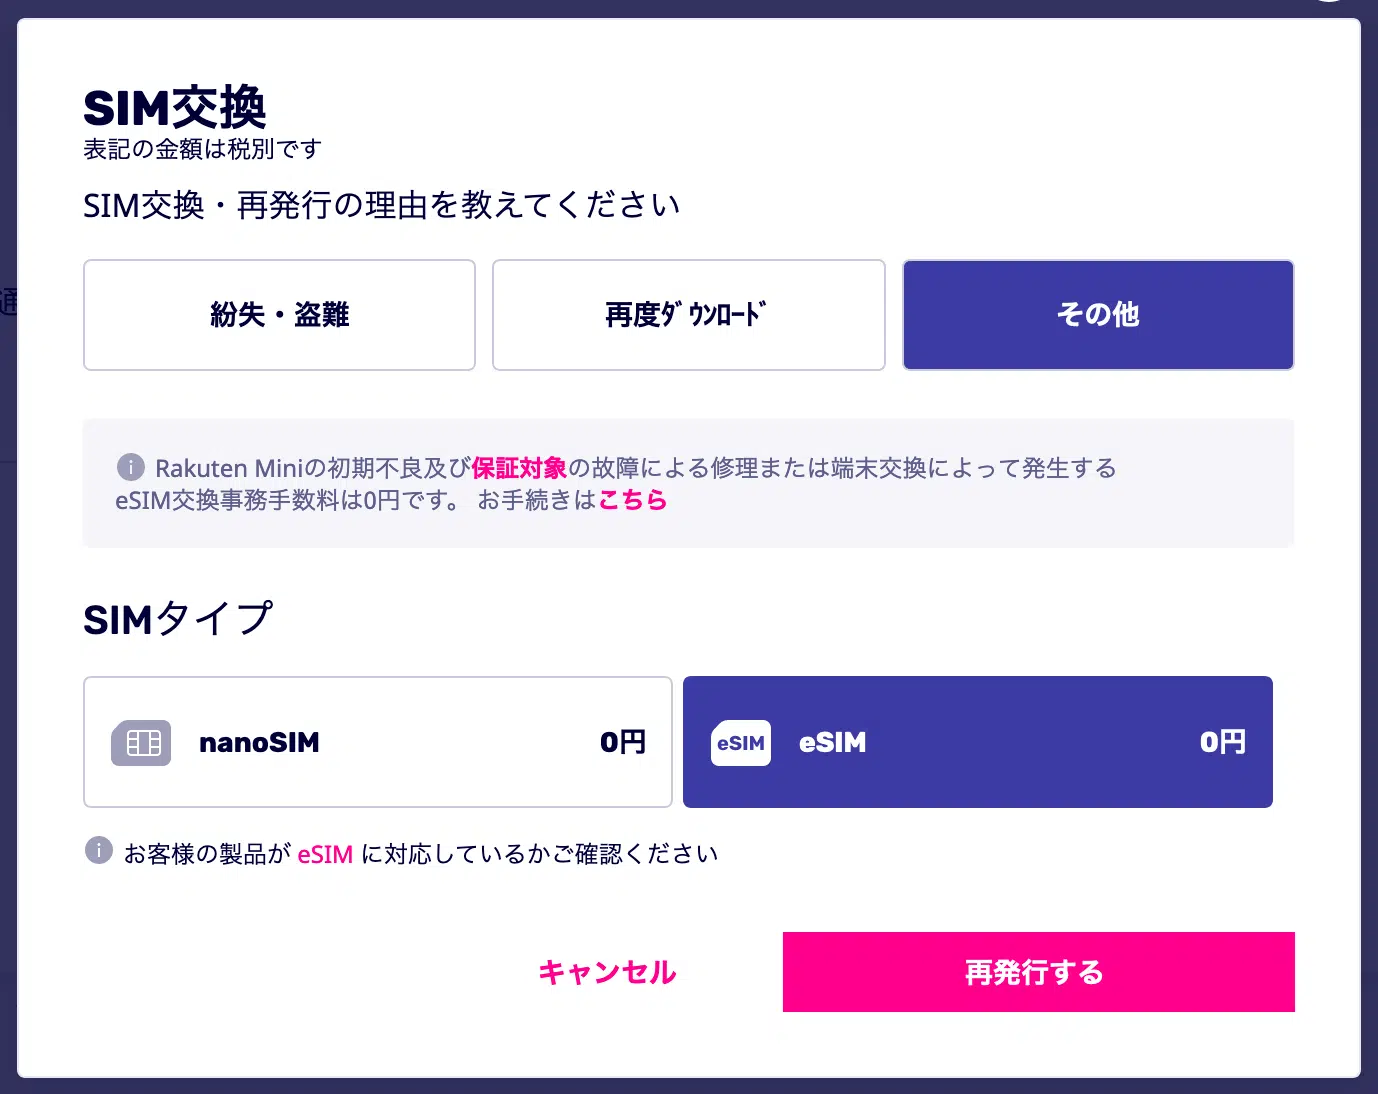 SIM交換
表記の金額は税別です
SIM交換・再発行の理由を教えてください
紛失・盗難
再度ﾀﾞｳﾝﾛｰﾄﾞ
その他
Rakuten Miniの初期不良及び保証対象の故障による修理または端末交換によって発生する
eSIM交換事務手数料は0円です。 お手続きはこちら
SIMタイプ
nanoSIM 0円
eSIM eSIM 0円
お客様の製品が eSIM に対応しているかご確認ください
キャンセル
再発行する
通